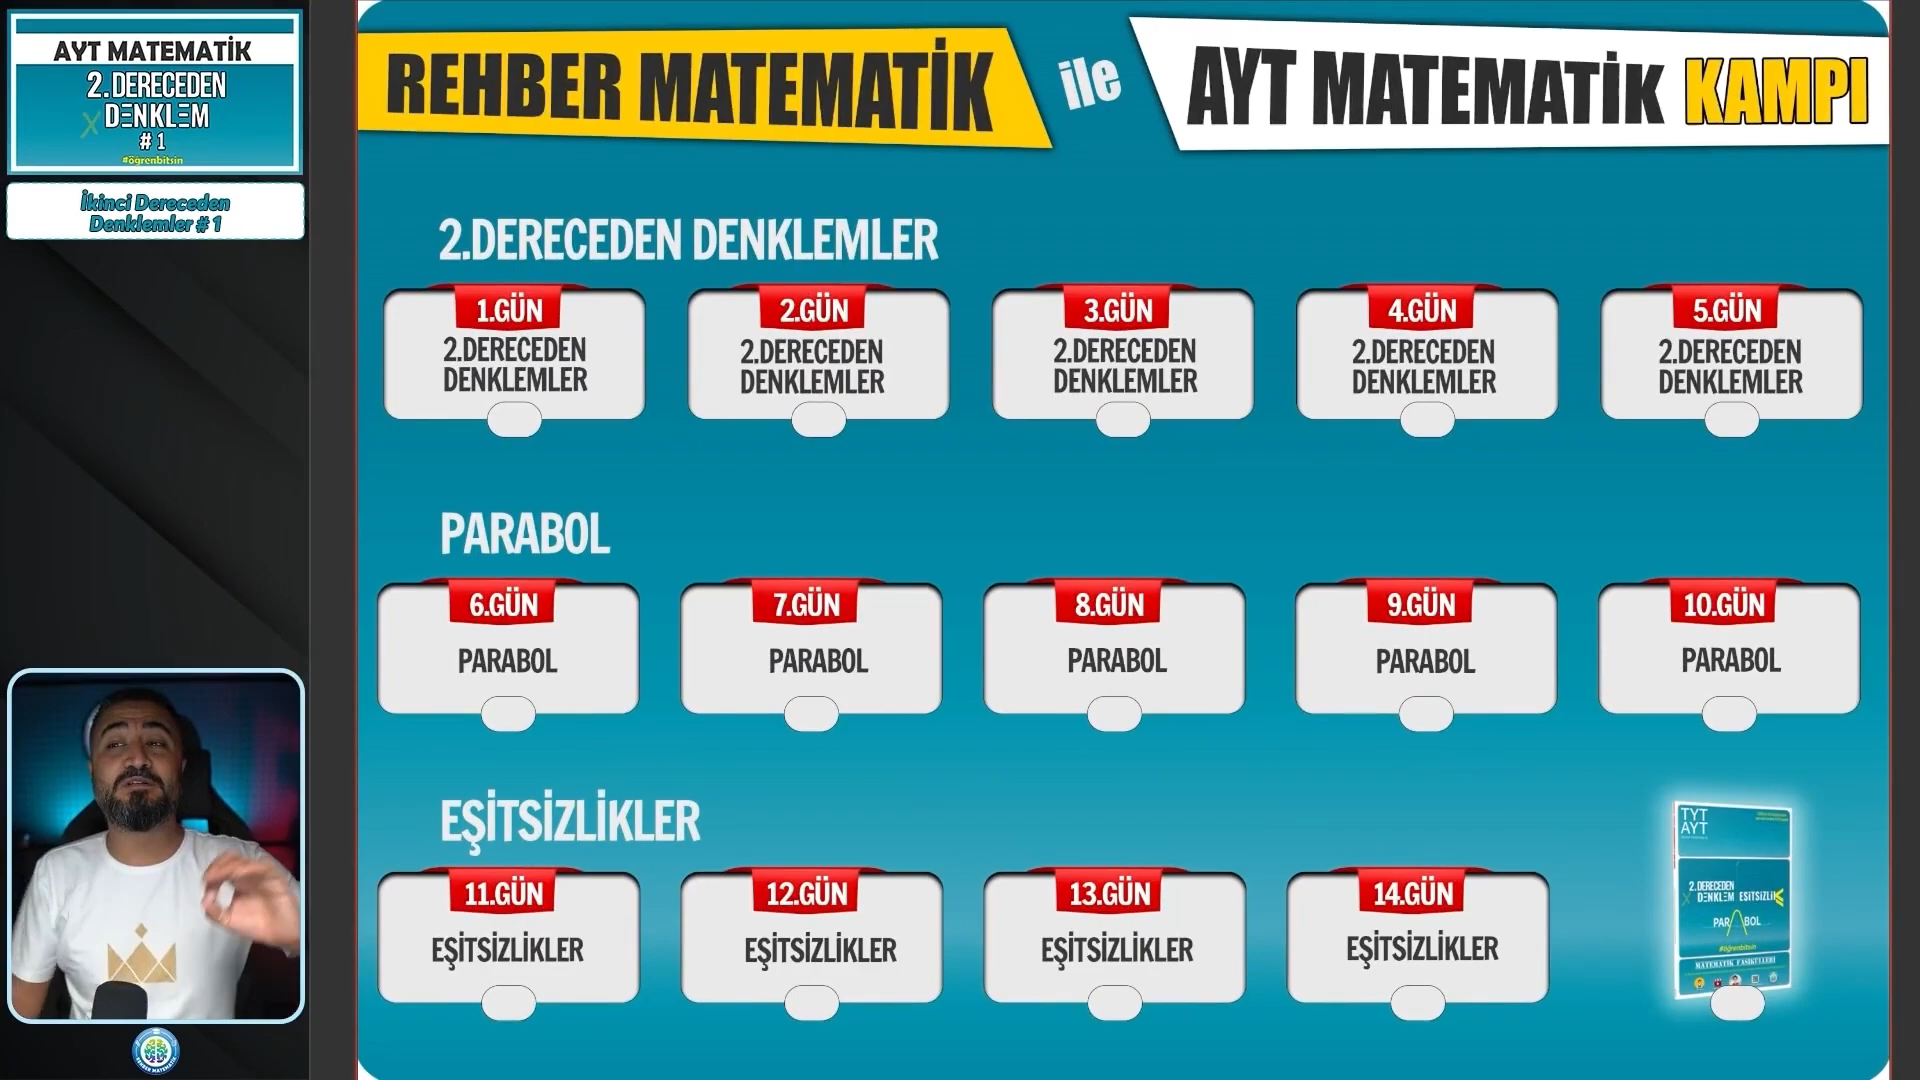 AYT MATEMATİK
2.DERECEDEN
DENKLEM
# 1
#öğrenbitsin
İkinci Dereceden
Denklemler # 1
REHBER MATEMATİK ile AYT MATEMATİK KAMPI
2.DERECEDEN DENKLEMLER
1.GÜN
2.DERECEDEN
DENKLEMLER
2.GÜN
2.DERECEDEN
DENKLEMLER
3.GÜN
2.DERECEDEN
DENKLEMLER
4.GÜN
2.DERECEDEN
DENKLEMLER
5.GÜN
2.DERECEDEN
DENKLEMLER
PARABOL
6.GÜN
PARABOL
7.GÜN
PARABOL
8.GÜN
PARABOL
9.GÜN
PARABOL
10.GÜN
PARABOL
EŞİTSİZLİKLER
11.GÜN
EŞİTSİZLİKLER
12.GÜN
EŞİTSİZLİKLER
13.GÜN
EŞİTSİZLİKLER
14.GÜN
EŞİTSİZLİKLER
TYT
AYT
2.DERECEDEN
DENKLEM EŞİTSİZLİK
PARABOL
#öğrenbitsin
MATEMATİK FASİKÜLLERİ
REHBER MATEMATİK